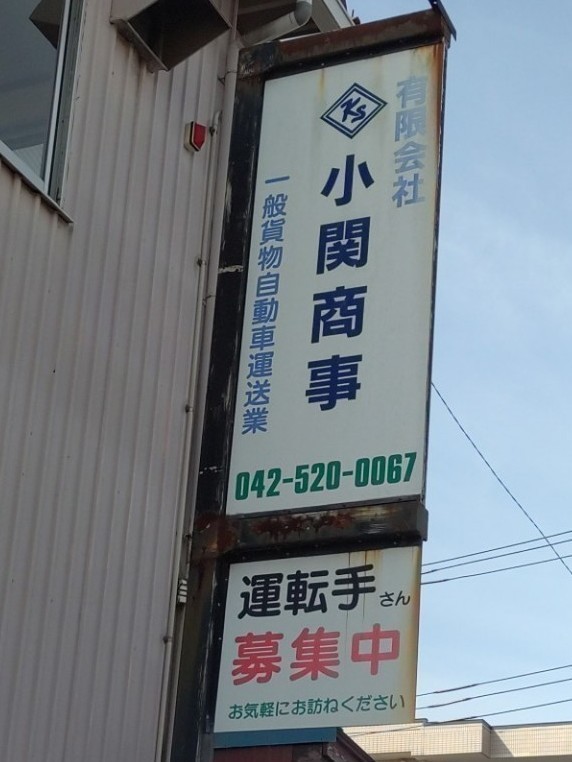 有限会社
KS
小関商事
一般貨物自動車運送業
042-520-0067
運転手さん
募集中
お気軽にお訪ねください